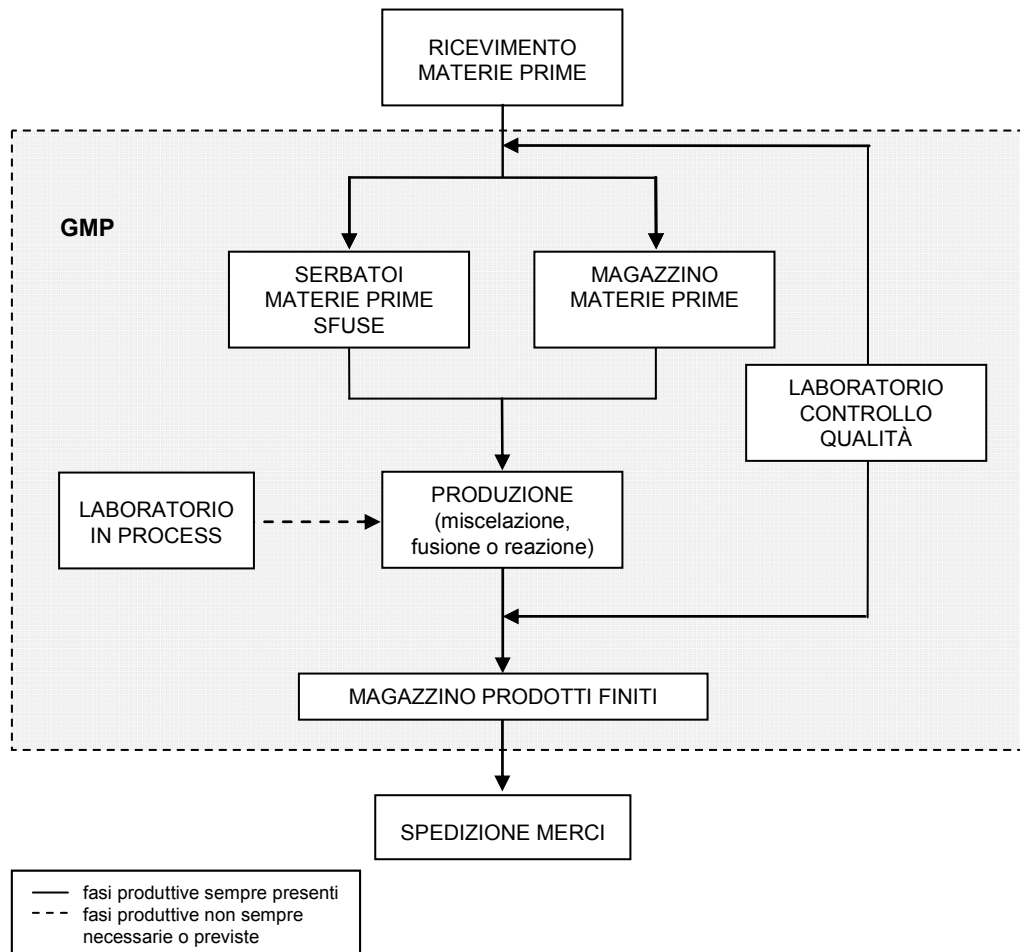 RICEVIMENTO
MATERIE PRIME
GMP
SERBATOI
MATERIE PRIME
SFUSE
MAGAZZINO
MATERIE PRIME
LABORATORIO
CONTROLLO
QUALITÀ
LABORATORIO
IN PROCESS
PRODUZIONE
(miscelazione,
fusione o reazione)
MAGAZZINO PRODOTTI FINITI
SPEDIZIONE MERCI
fasi produttive sempre presenti
fasi produttive non sempre
necessarie o previste